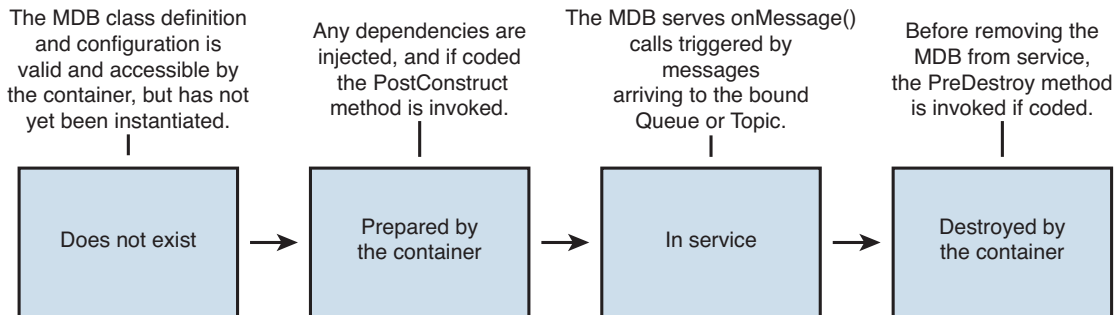 The MDB class definition
and configuration is
valid and accessible by
the container, but has not
yet been instantiated.
Any dependencies are
injected, and if coded
the PostConstruct
method is invoked.
The MDB serves onMessage()
calls triggered by
messages
arriving to the bound
Queue or Topic.
Before removing the
MDB from service,
the PreDestroy method
is invoked if coded.
Does not exist
Prepared by
the container
In service
Destroyed by
the container